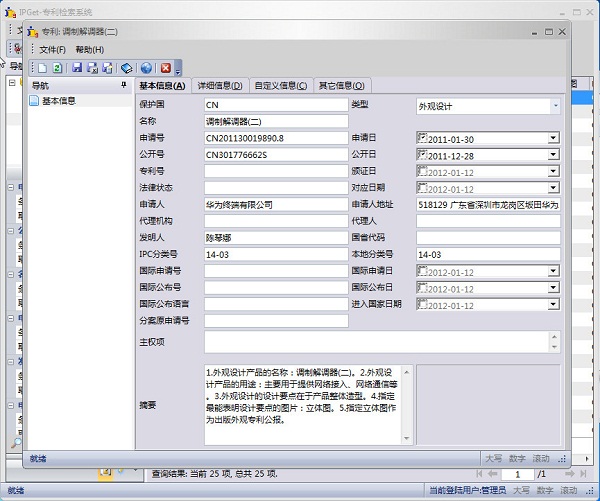 IPGet-专利检索系统
专利: 调制解调器(二)
文件(F) 帮助(H)
导航
基本信息
基本信息(A) 详细信息(D) 自定义信息(C) 其它信息(O)
保护国 CN 类型 外观设计
名称 调制解调器(二)
申请号 CN201130019890.8 申请日 2011-01-30
公开号 CN301776662S 公开日 2011-12-28
专利号 颁证日 2012-01-12
法律状态 对应日期 2012-01-12
申请人 华为终端有限公司 申请人地址 518129 广东省深圳市龙岗区坂田华为
代理机构 代理人
发明人 陈琴娜 国省代码
IPC分类号 14-03 本地分类号 14-03
国际申请号 国际申请日 2012-01-12
国际公布号 国际公布日 2012-01-12
国际公布语言 进入国家日期 2012-01-12
分案原申请号
主权项
摘要
1.外观设计产品的名称：调制解调器(二)。2.外观设
计产品的用途：主要用于提供网络接入、网络通信等
。3.外观设计的设计要点在于产品整体造型。4.指定
最能表明设计要点的图片：立体图。5.指定立体图作
为出版外观专利公报。
就绪 大写 数字 滚动
查询结果: 当前 25 项, 总共 25 项. 1 /1
就绪 当前登陆用户:管理员 大写 数字 滚动